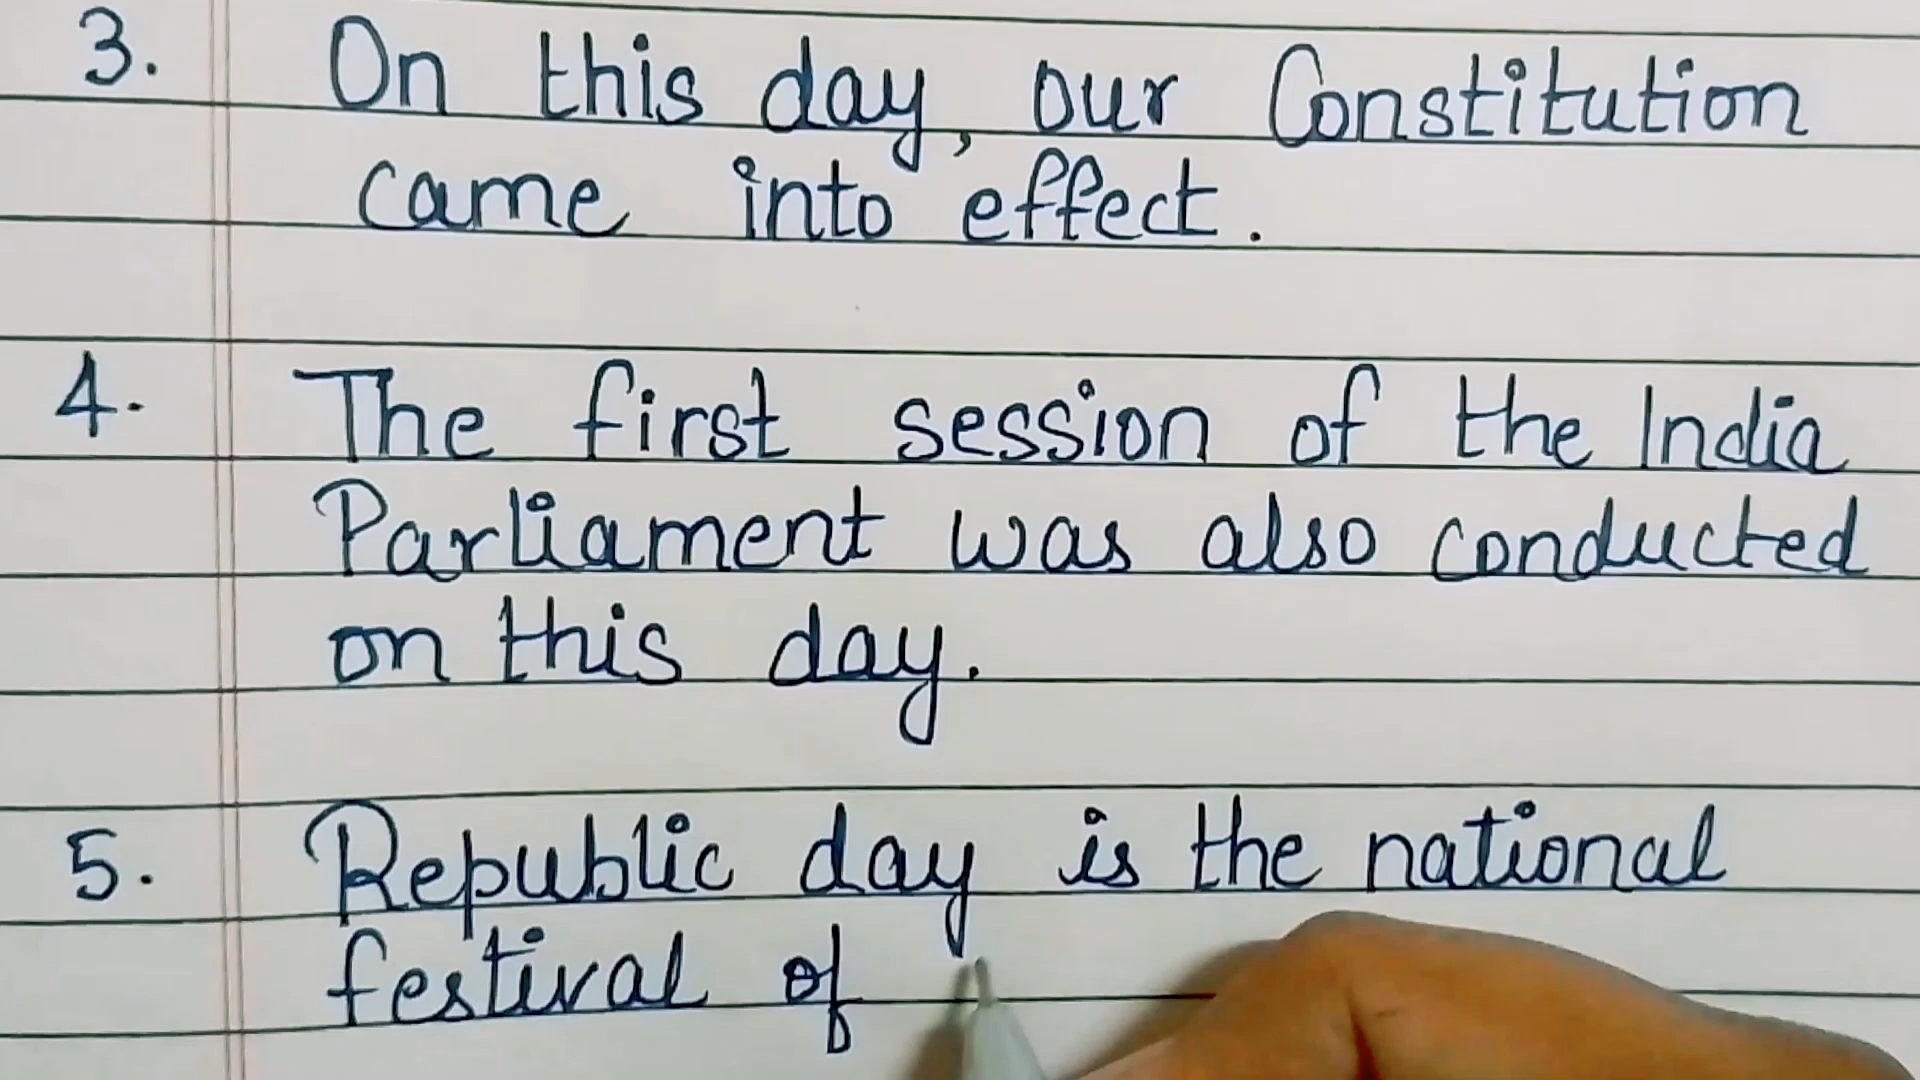 3. On this day, our Constitution
came into effect.
4. The first session of the India
Parliament was also conducted
on this day.
5. Republic day is the national
festival of